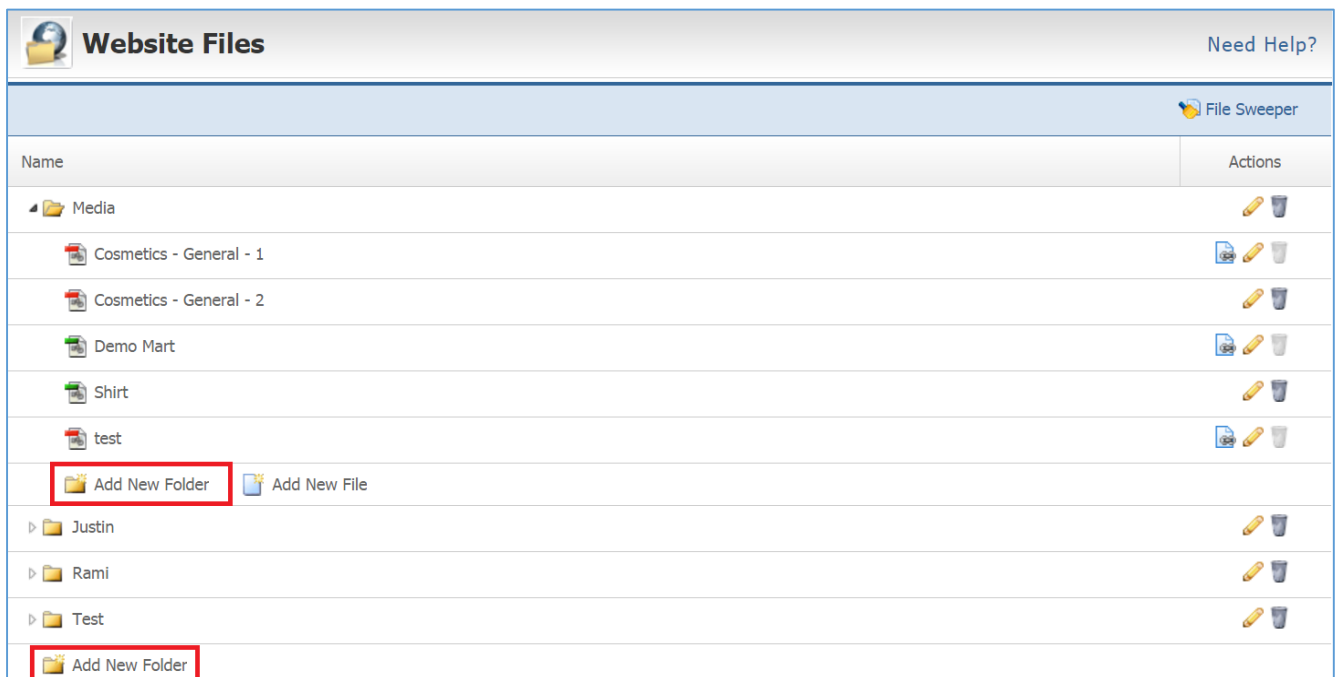 Website Files Need Help?
File Sweeper
Name Actions
Media
Cosmetics - General - 1
Cosmetics - General - 2
Demo Mart
Shirt
test
Add New Folder Add New File
Justin
Rami
Test
Add New Folder